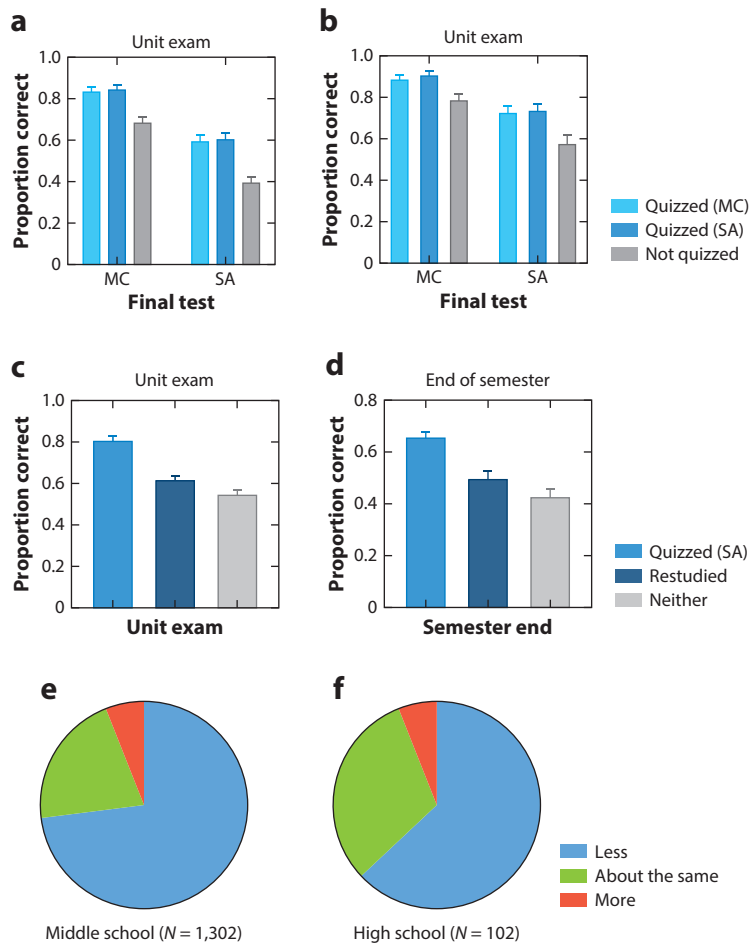 a
Unit exam
Proportion correct
1.0
0.8
0.6
0.4
0.2
0
MC
SA
Final test
b
Unit exam
Proportion correct
1.0
0.8
0.6
0.4
0.2
0
MC
SA
Final test
Quizzed (MC)
Quizzed (SA)
Not quizzed
c
Unit exam
Proportion correct
1.0
0.8
0.6
0.4
0.2
0
Unit exam
d
End of semester
Proportion correct
0.8
0.6
0.4
0.2
0
Semester end
Quizzed (SA)
Restudied
Neither
e
Middle school (N = 1,302)
f
High school (N = 102)
Less
About the same
More